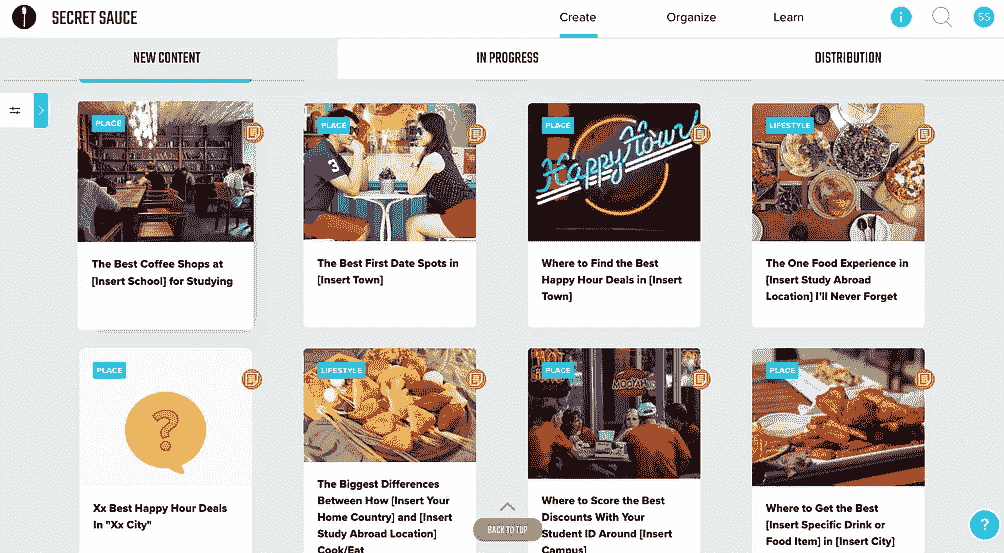 SECRET SAUCE
Create
Organize
Learn
i
SS
NEW CONTENT
IN PROGRESS
DISTRIBUTION
PLACE
The Best Coffee Shops at
[Insert School] for Studying
PLACE
The Best First Date Spots in
[Insert Town]
PLACE
Happy Hour
Where to Find the Best
Happy Hour Deals in [Insert
Town]
LIFESTYLE
The One Food Experience in
[Insert Study Abroad
Location] I'll Never Forget
PLACE
?
Xx Best Happy Hour Deals
In "Xx City"
LIFESTYLE
The Biggest Differences
Between How [Insert Your
Home Country] and [Insert
Study Abroad Location]
Cook/Eat
PLACE
Where to Score the Best
Discounts With Your
Student ID Around [Insert
Campus]
PLACE
Where to Get the Best
[Insert Specific Drink or
Food Item] in [Insert City]
BACK TO TOP
?